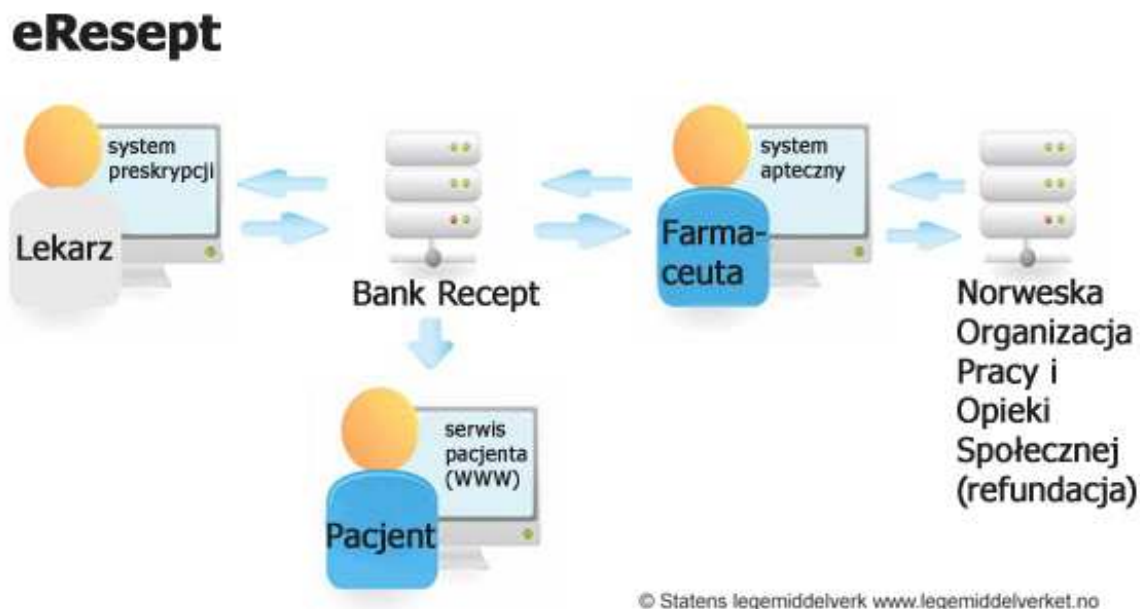 eResept
system
preskrypcji
Lekarz
Bank Recept
system
apteczny
Farma-
ceuta
Norweska
Organizacja
Pracy i
Opieki
Społecznej
(refundacja)
serwis
pacjenta
(WWW)
Pacjent
© Statens legemiddelverk www.legemiddelverket.no